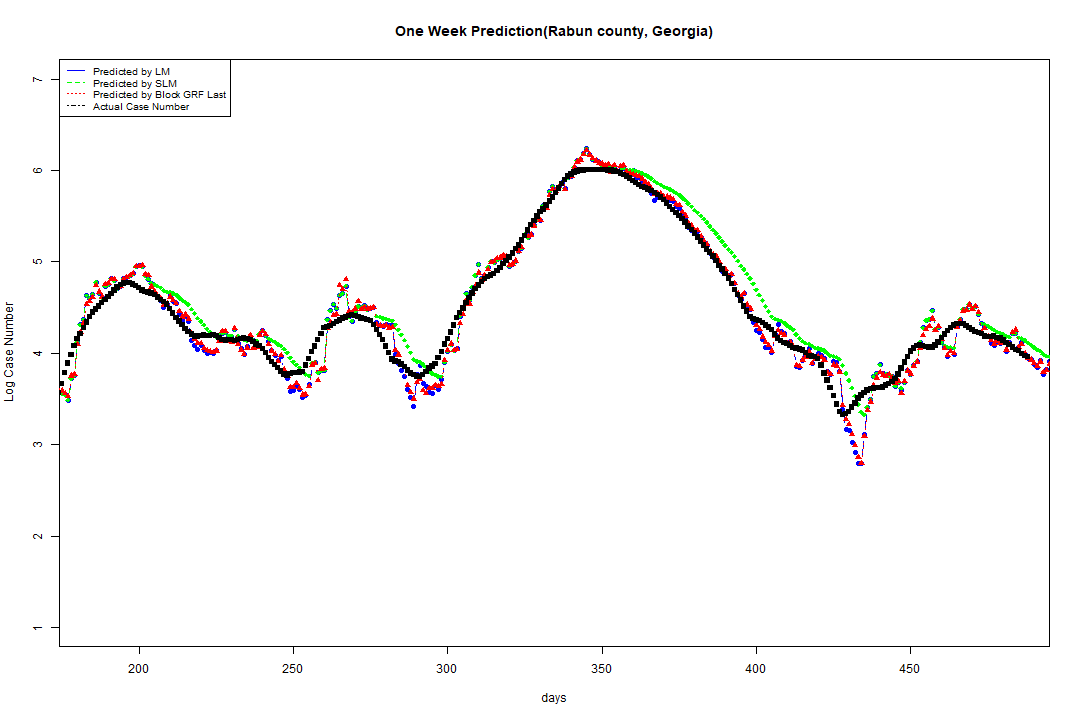 One Week Prediction(Rabun county, Georgia)
Predicted by LM
Predicted by SLM
Predicted by Block GRF Last
Actual Case Number
7
6
5
4
3
2
1
Log Case Number
200 250 300 350 400 450
days